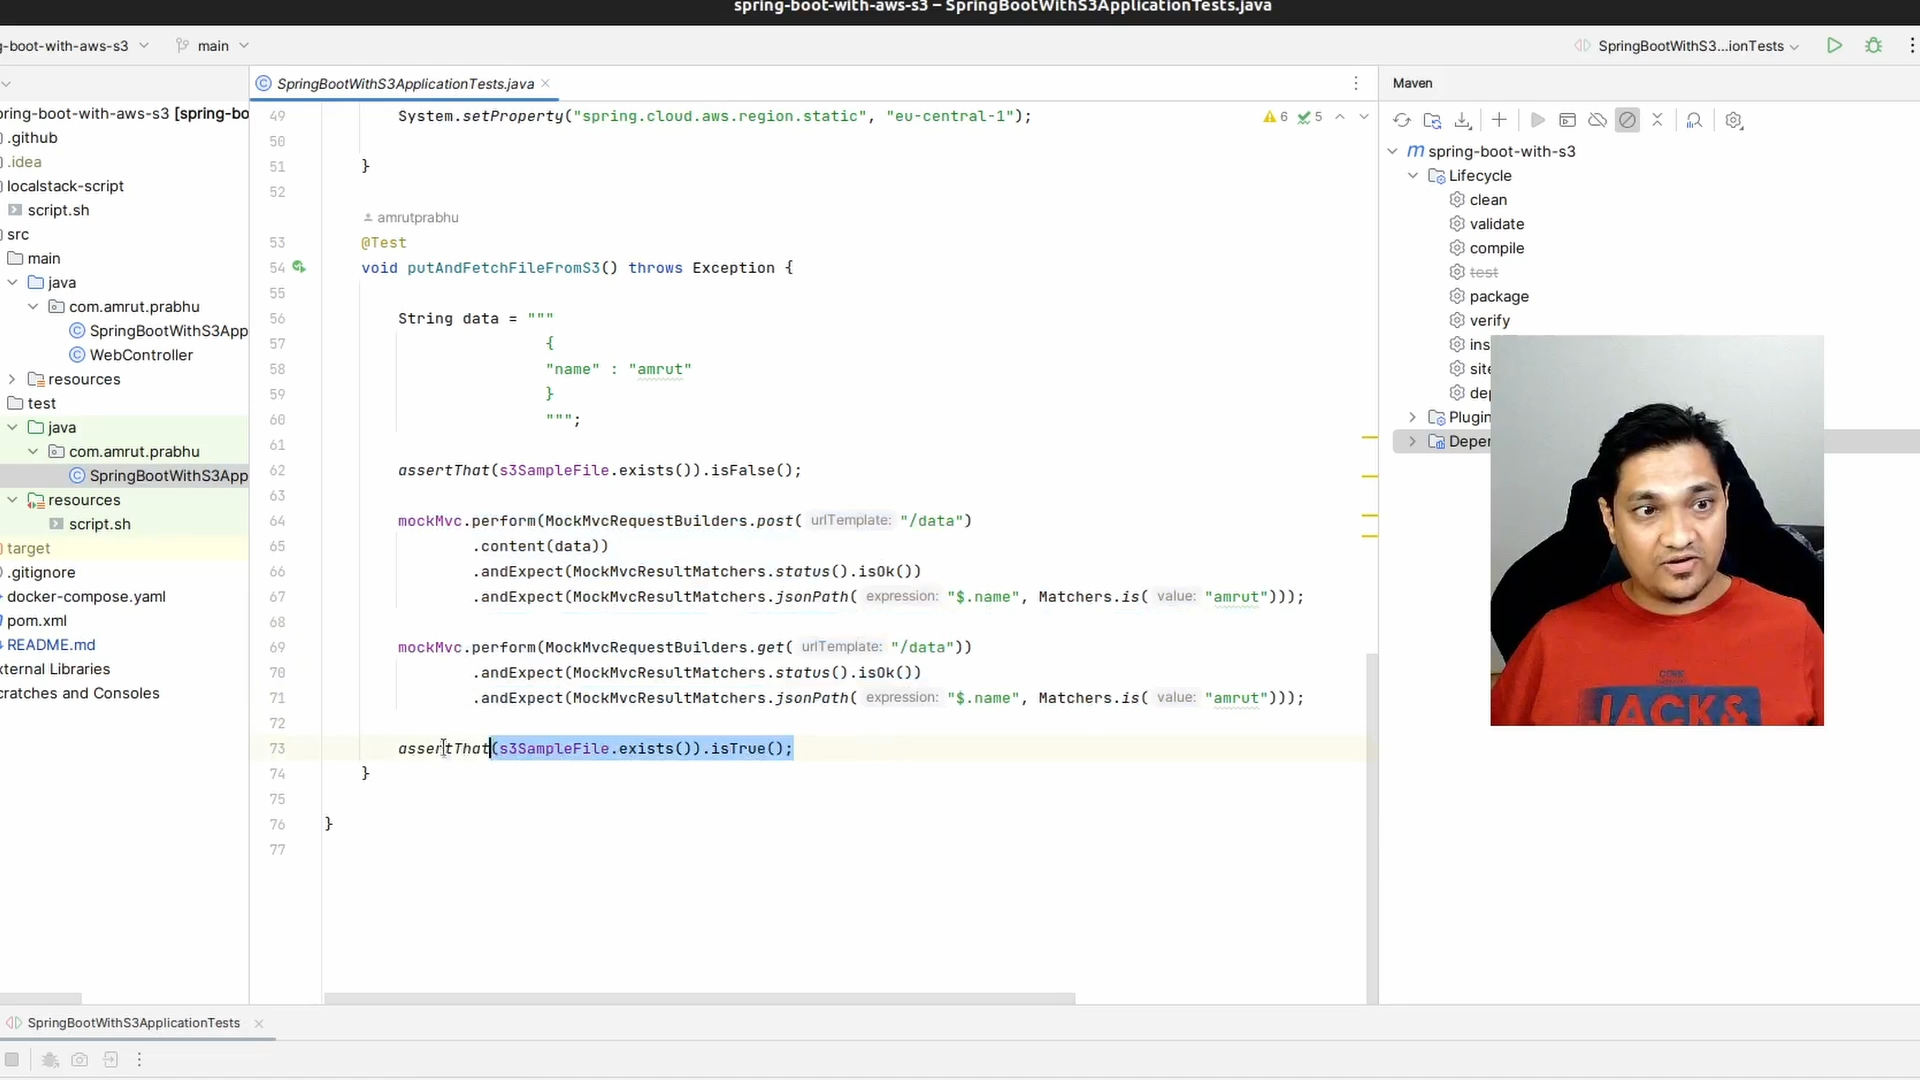 spring-boot-with-aws-s3 – SpringBootWithS3ApplicationTests.java
g-boot-with-aws-s3 main SpringBootWithS3...ionTests
SpringBootWithS3ApplicationTests.java
Maven
pring-boot-with-aws-s3 [spring-bo
.github
.idea
localstack-script
script.sh
src
main
java
com.amrut.prabhu
SpringBootWithS3App
WebController
resources
test
java
com.amrut.prabhu
SpringBootWithS3App
resources
script.sh
target
.gitignore
docker-compose.yaml
pom.xml
README.md
xternal Libraries
cratches and Consoles
49 System.setProperty("spring.cloud.aws.region.static", "eu-central-1");
6 5
50
51 }
52
amrutprabhu
53 @Test
54 void putAndFetchFileFromS3() throws Exception {
55
56 String data = """
57 {
58 "name" : "amrut"
59 }
60 """;
61
62 assertThat(s3SampleFile.exists()).isFalse();
63
64 mockMvc.perform(MockMvcRequestBuilders.post( urlTemplate: "/data")
65 .content(data))
66 .andExpect(MockMvcResultMatchers.status().isOk())
67 .andExpect(MockMvcResultMatchers.jsonPath( expression: "$.name", Matchers.is( value: "amrut")));
68
69 mockMvc.perform(MockMvcRequestBuilders.get( urlTemplate: "/data"))
70 .andExpect(MockMvcResultMatchers.status().isOk())
71 .andExpect(MockMvcResultMatchers.jsonPath( expression: "$.name", Matchers.is( value: "amrut")));
72
73 assertThat(s3SampleFile.exists()).isTrue();
74 }
75
76 }
77
spring-boot-with-s3
Lifecycle
clean
validate
compile
test
package
verify
ins
site
dep
Plugin
Depen
JACK&
SpringBootWithS3ApplicationTests